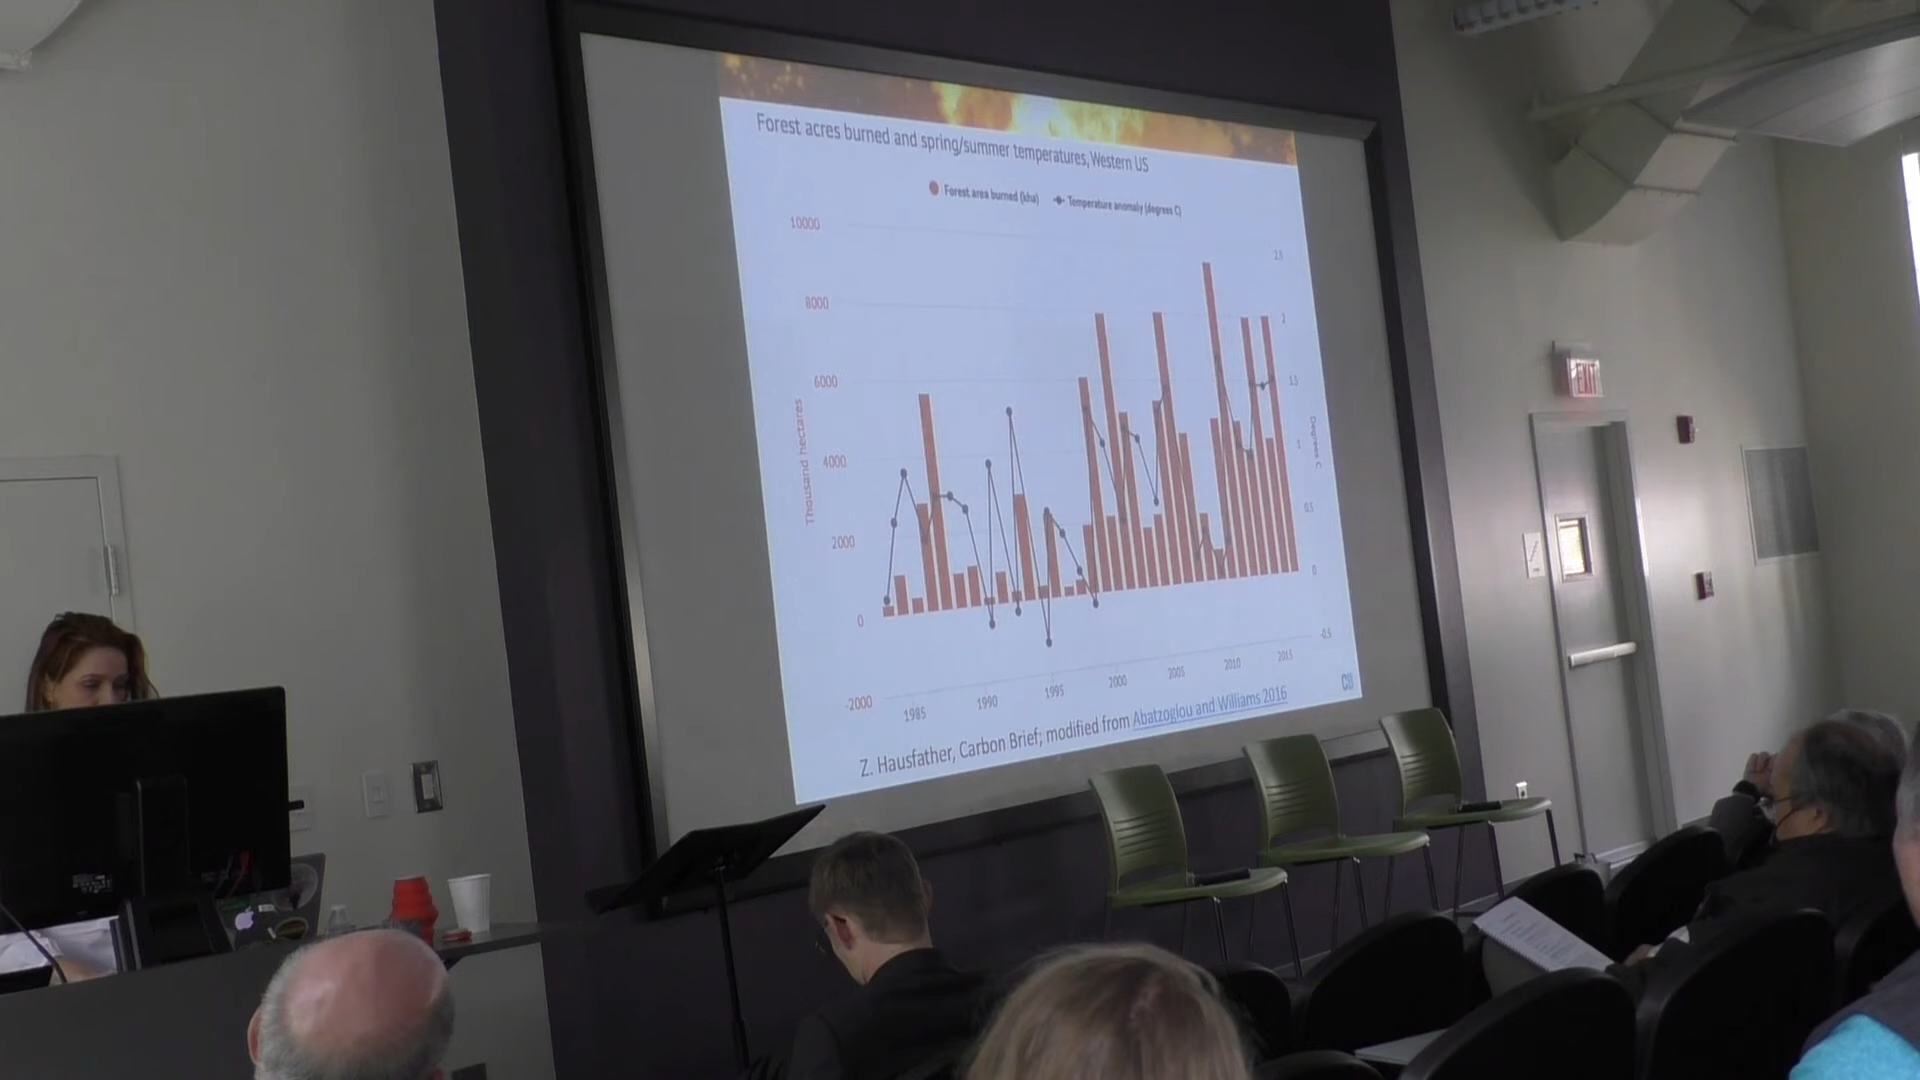 Forest acres burned and spring/summer temperatures, Western US
Forest area burned (kha) Temperature anomaly (degrees C)
10000
8000
6000
4000
2000
0
-2000
Thousand hectares
2.5
2
1.5
1
0.5
0
-0.5
Degrees C
1985 1990 1995 2000 2005 2010 2015
Z. Hausfather, Carbon Brief; modified from Abatzoglou and Williams 2016
CB
EXIT